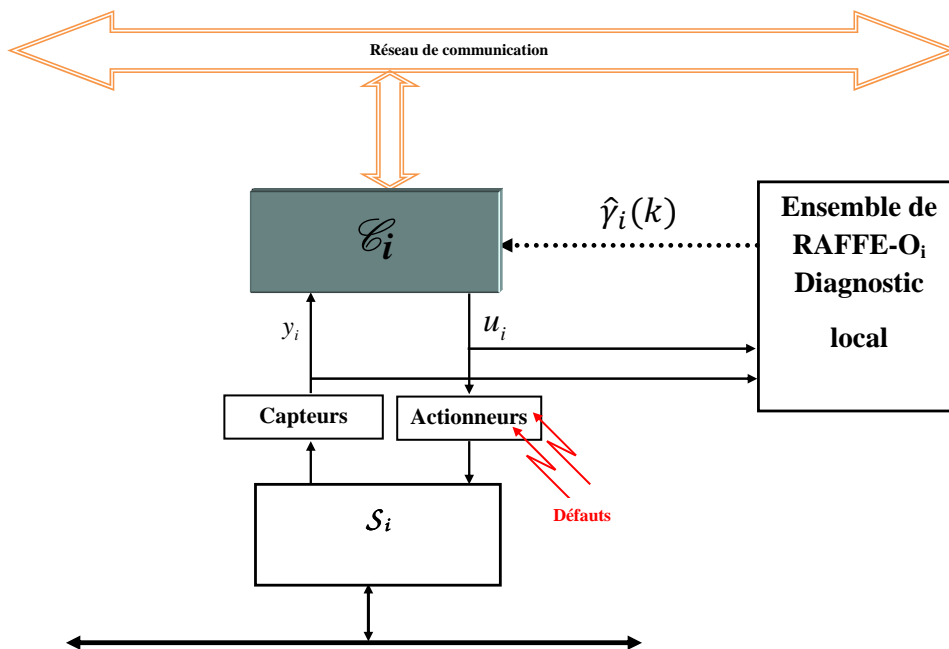 Réseau de communication
𝒞i
γ̂i(k)
Ensemble de
RAFFE-Oi
Diagnostic
local
yi
ui
Capteurs
Actionneurs
Si
Défauts